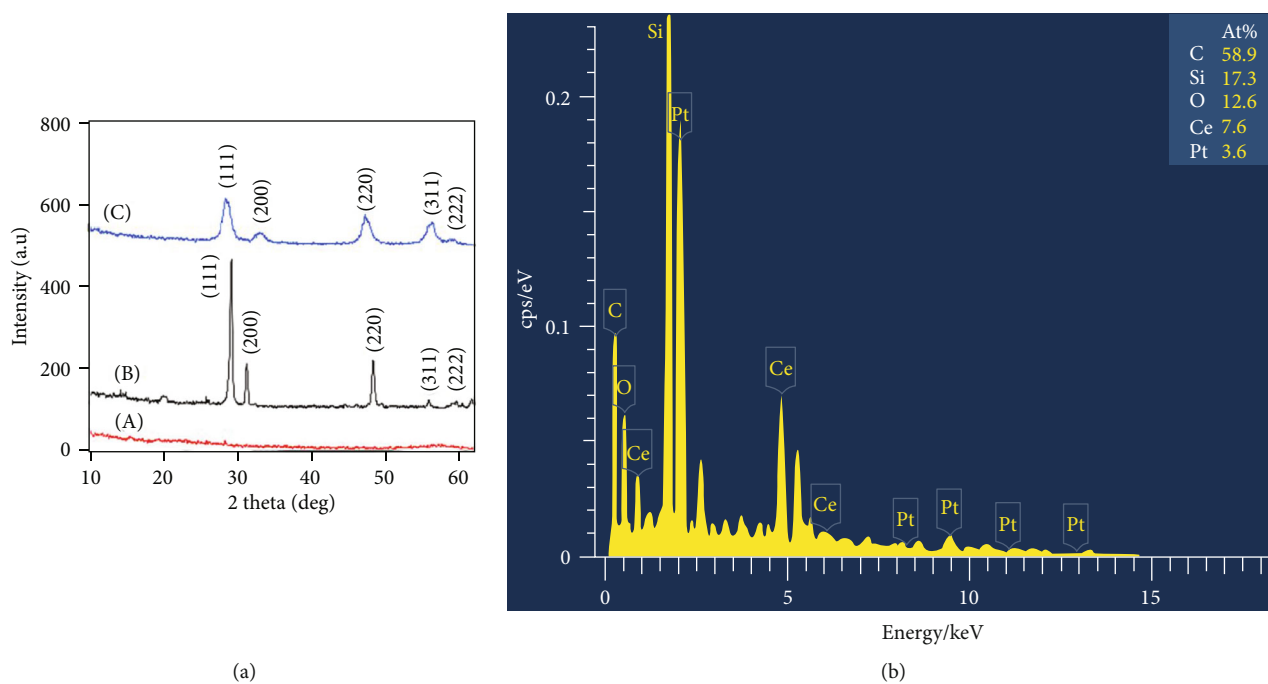 800
600
400
200
0
Intensity (a.u)
(C)
(111)
(200)
(220)
(311)
(222)
(B)
(111)
(200)
(220)
(311)
(222)
(A)
10 20 30 40 50 60
2 theta (deg)
(a)
cps/eV
0.2
0.1
0
Si
Pt
C
O
Ce
Ce
Ce
Pt
Pt
Pt
Pt
At%
C 58.9
Si 17.3
O 12.6
Ce 7.6
Pt 3.6
0 5 10 15
Energy/keV
(b)